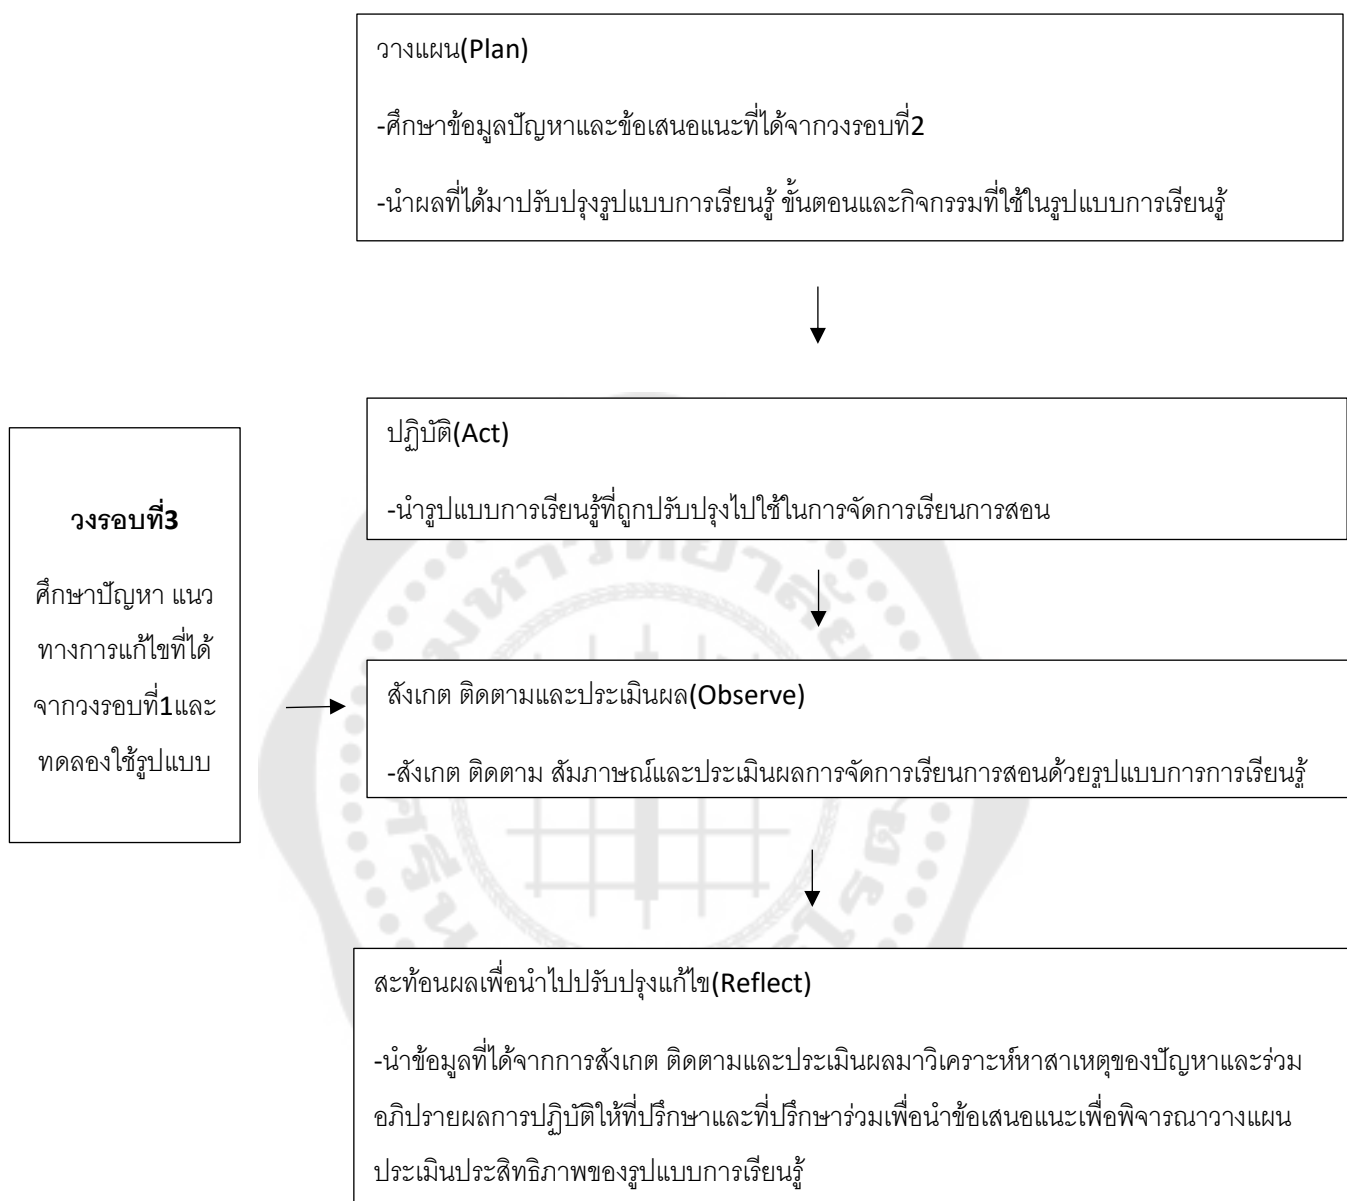 วางแผน(Plan)
-ศึกษาข้อมูลปัญหาและข้อเสนอแนะที่ได้จากวงรอบที่2
-นำผลที่ได้มาปรับปรุงรูปแบบการเรียนรู้ ขั้นตอนและกิจกรรมที่ใช้ในรูปแบบการเรียนรู้
ปฏิบัติ(Act)
-นำรูปแบบการเรียนรู้ที่ถูกปรับปรุงไปใช้ในการจัดการเรียนการสอน
วงรอบที่3
ศึกษาปัญหา แนว
ทางการแก้ไขที่ได้
จากวงรอบที่1และ
ทดลองใช้รูปแบบ
สังเกต ติดตามและประเมินผล(Observe)
-สังเกต ติดตาม สัมภาษณ์และประเมินผลการจัดการเรียนการสอนด้วยรูปแบบการการเรียนรู้
สะท้อนผลเพื่อนำไปปรับปรุงแก้ไข(Reflect)
-นำข้อมูลที่ได้จากการสังเกต ติดตามและประเมินผลมาวิเคราะห์หาสาเหตุของปัญหาและร่วม
อภิปรายผลการปฏิบัติให้ที่ปรึกษาและที่ปรึกษาร่วมเพื่อนำข้อเสนอแนะเพื่อพิจารณาวางแผน
ประเมินประสิทธิภาพของรูปแบบการเรียนรู้